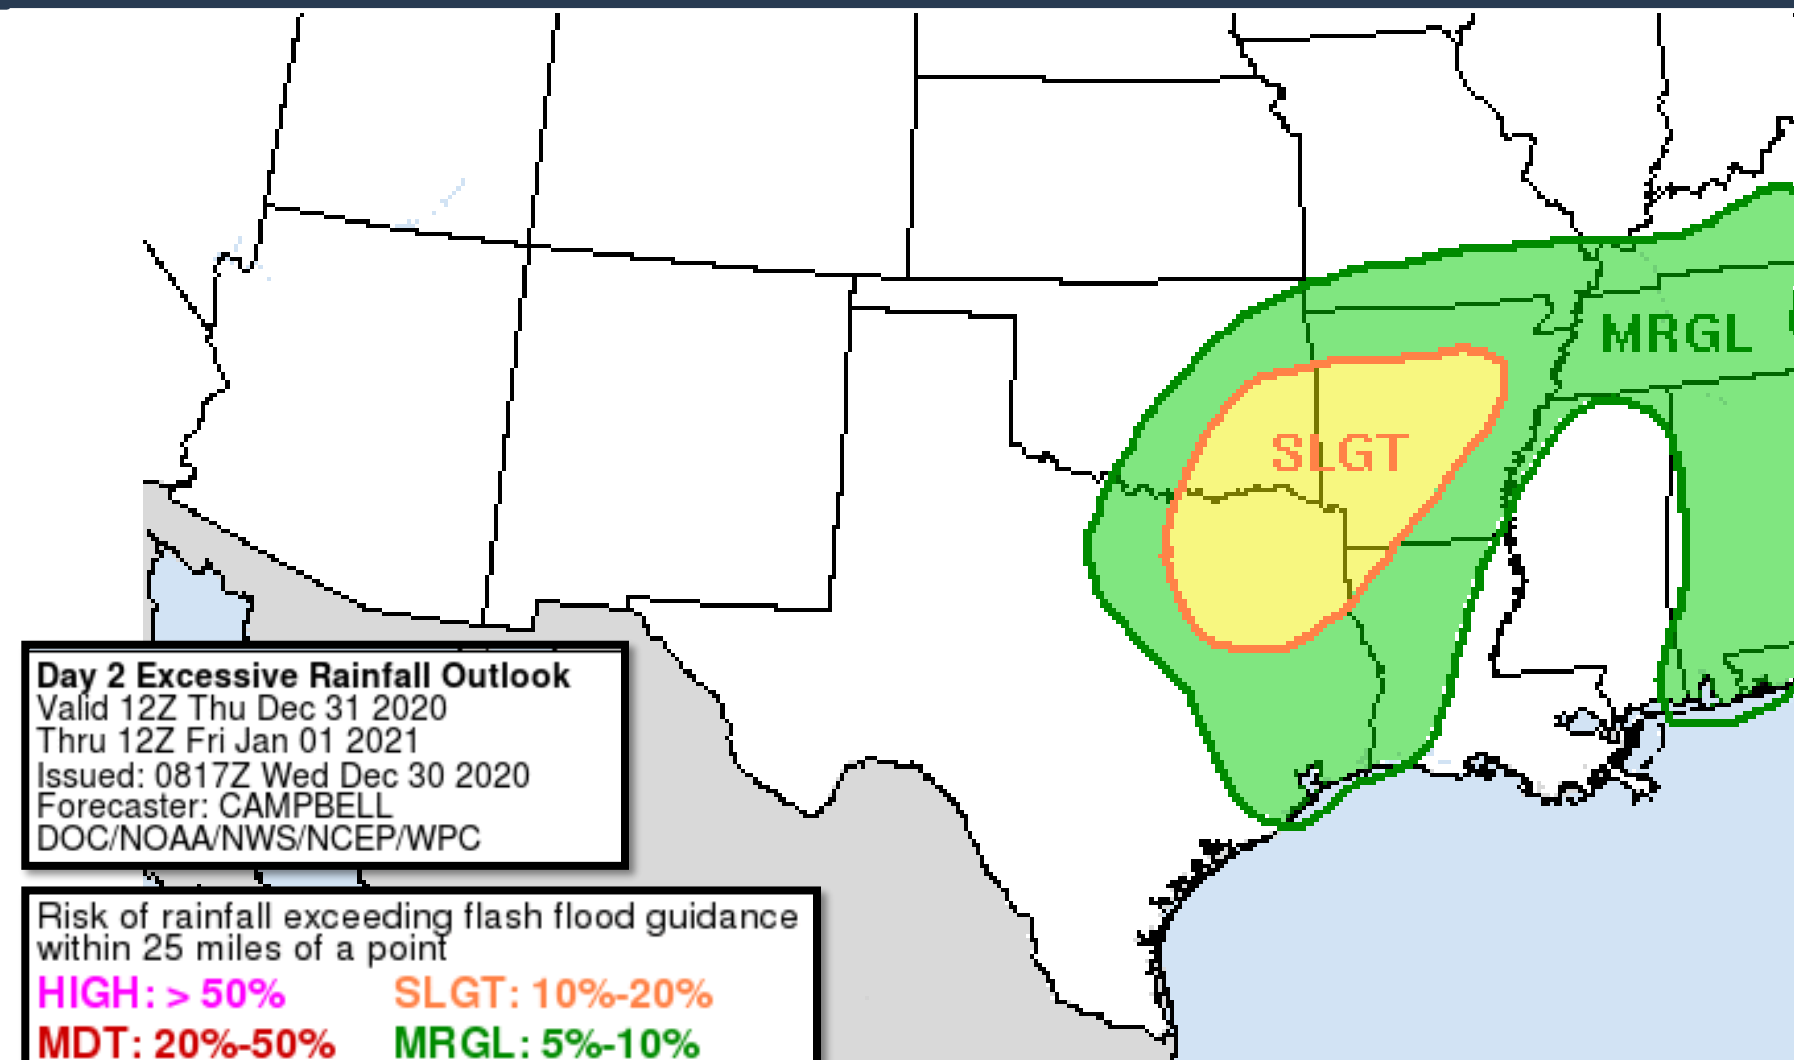 MRGL
SLGT
Day 2 Excessive Rainfall Outlook
Valid 12Z Thu Dec 31 2020
Thru 12Z Fri Jan 01 2021
Issued: 0817Z Wed Dec 30 2020
Forecaster: CAMPBELL
DOC/NOAA/NWS/NCEP/WPC
Risk of rainfall exceeding flash flood guidance
within 25 miles of a point
HIGH: > 50% SLGT: 10%-20%
MDT: 20%-50% MRGL: 5%-10%